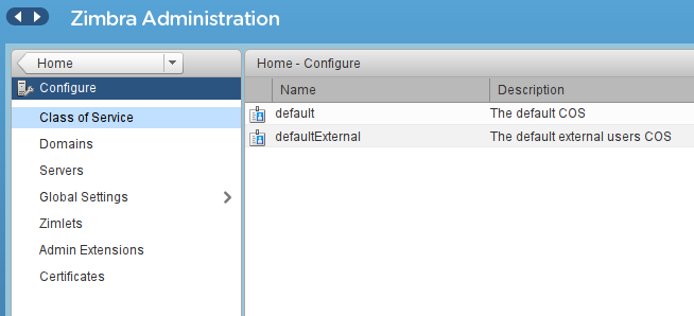 Zimbra Administration
Home
Home - Configure
Configure
Name Description
Class of Service
default The default COS
defaultExternal The default external users COS
Domains
Servers
Global Settings
Zimlets
Admin Extensions
Certificates